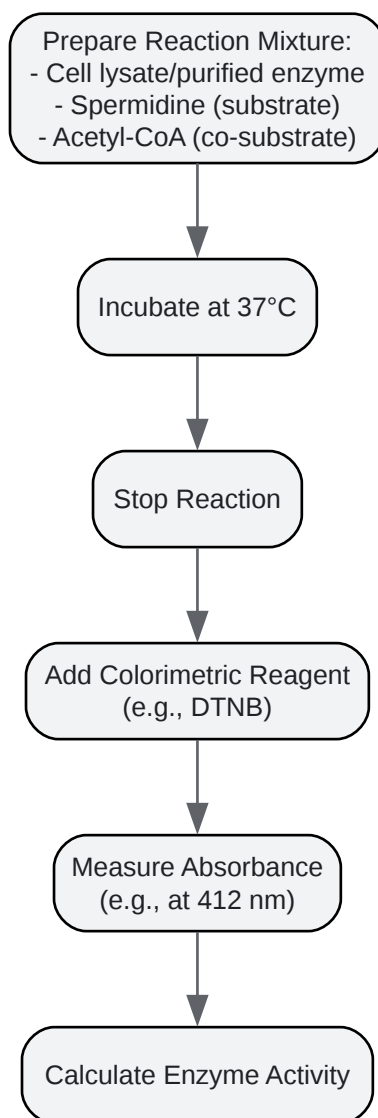 Prepare Reaction Mixture:
- Cell lysate/purified enzyme
- Spermidine (substrate)
- Acetyl-CoA (co-substrate)
Incubate at 37°C
Stop Reaction
Add Colorimetric Reagent
(e.g., DTNB)
Measure Absorbance
(e.g., at 412 nm)
Calculate Enzyme Activity